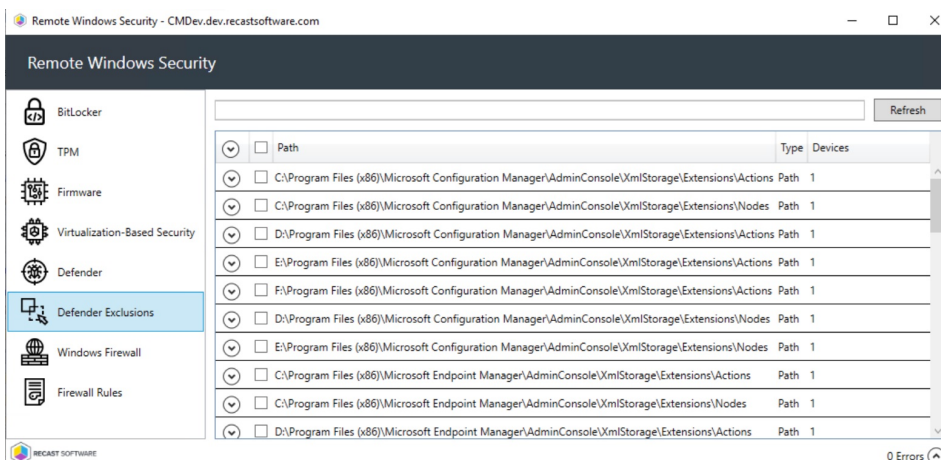 Remote Windows Security - CMDev.dev.recastsoftware.com
Remote Windows Security
BitLocker
TPM
Firmware
Virtualization-Based Security
Defender
Defender Exclusions
Windows Firewall
Firewall Rules
Refresh
Path Type Devices
C:\Program Files (x86)\Microsoft Configuration Manager\AdminConsole\XmlStorage\Extensions\Actions Path 1
C:\Program Files (x86)\Microsoft Configuration Manager\AdminConsole\XmlStorage\Extensions\Nodes Path 1
D:\Program Files (x86)\Microsoft Configuration Manager\AdminConsole\XmlStorage\Extensions\Actions Path 1
E:\Program Files (x86)\Microsoft Configuration Manager\AdminConsole\XmlStorage\Extensions\Actions Path 1
F:\Program Files (x86)\Microsoft Configuration Manager\AdminConsole\XmlStorage\Extensions\Actions Path 1
D:\Program Files (x86)\Microsoft Configuration Manager\AdminConsole\XmlStorage\Extensions\Nodes Path 1
E:\Program Files (x86)\Microsoft Configuration Manager\AdminConsole\XmlStorage\Extensions\Nodes Path 1
C:\Program Files (x86)\Microsoft Endpoint Manager\AdminConsole\XmlStorage\Extensions\Actions Path 1
C:\Program Files (x86)\Microsoft Endpoint Manager\AdminConsole\XmlStorage\Extensions\Nodes Path 1
D:\Program Files (x86)\Microsoft Endpoint Manager\AdminConsole\XmlStorage\Extensions\Actions Path 1
RECAST SOFTWARE
0 Errors